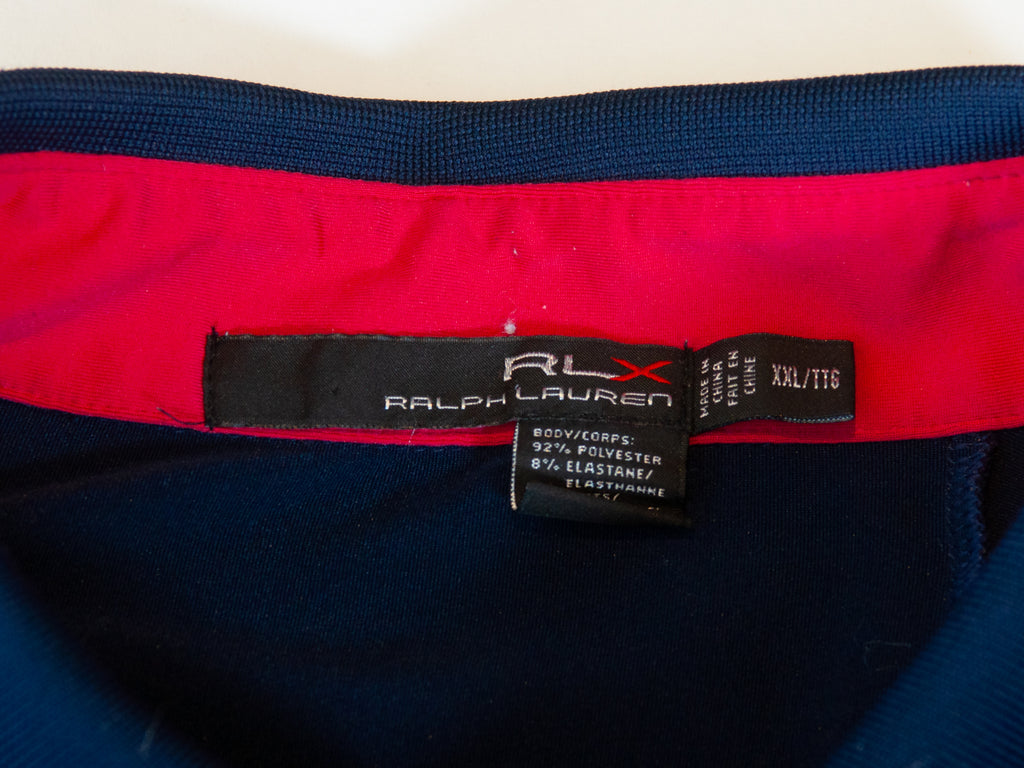 RLX
RALPH LAUREN
MADE IN
CHINA
FAIT EN
CHINE
XXL/TTG
BODY/CORPS:
92% POLYESTER
8% ELASTANE/
ELASTHANNE